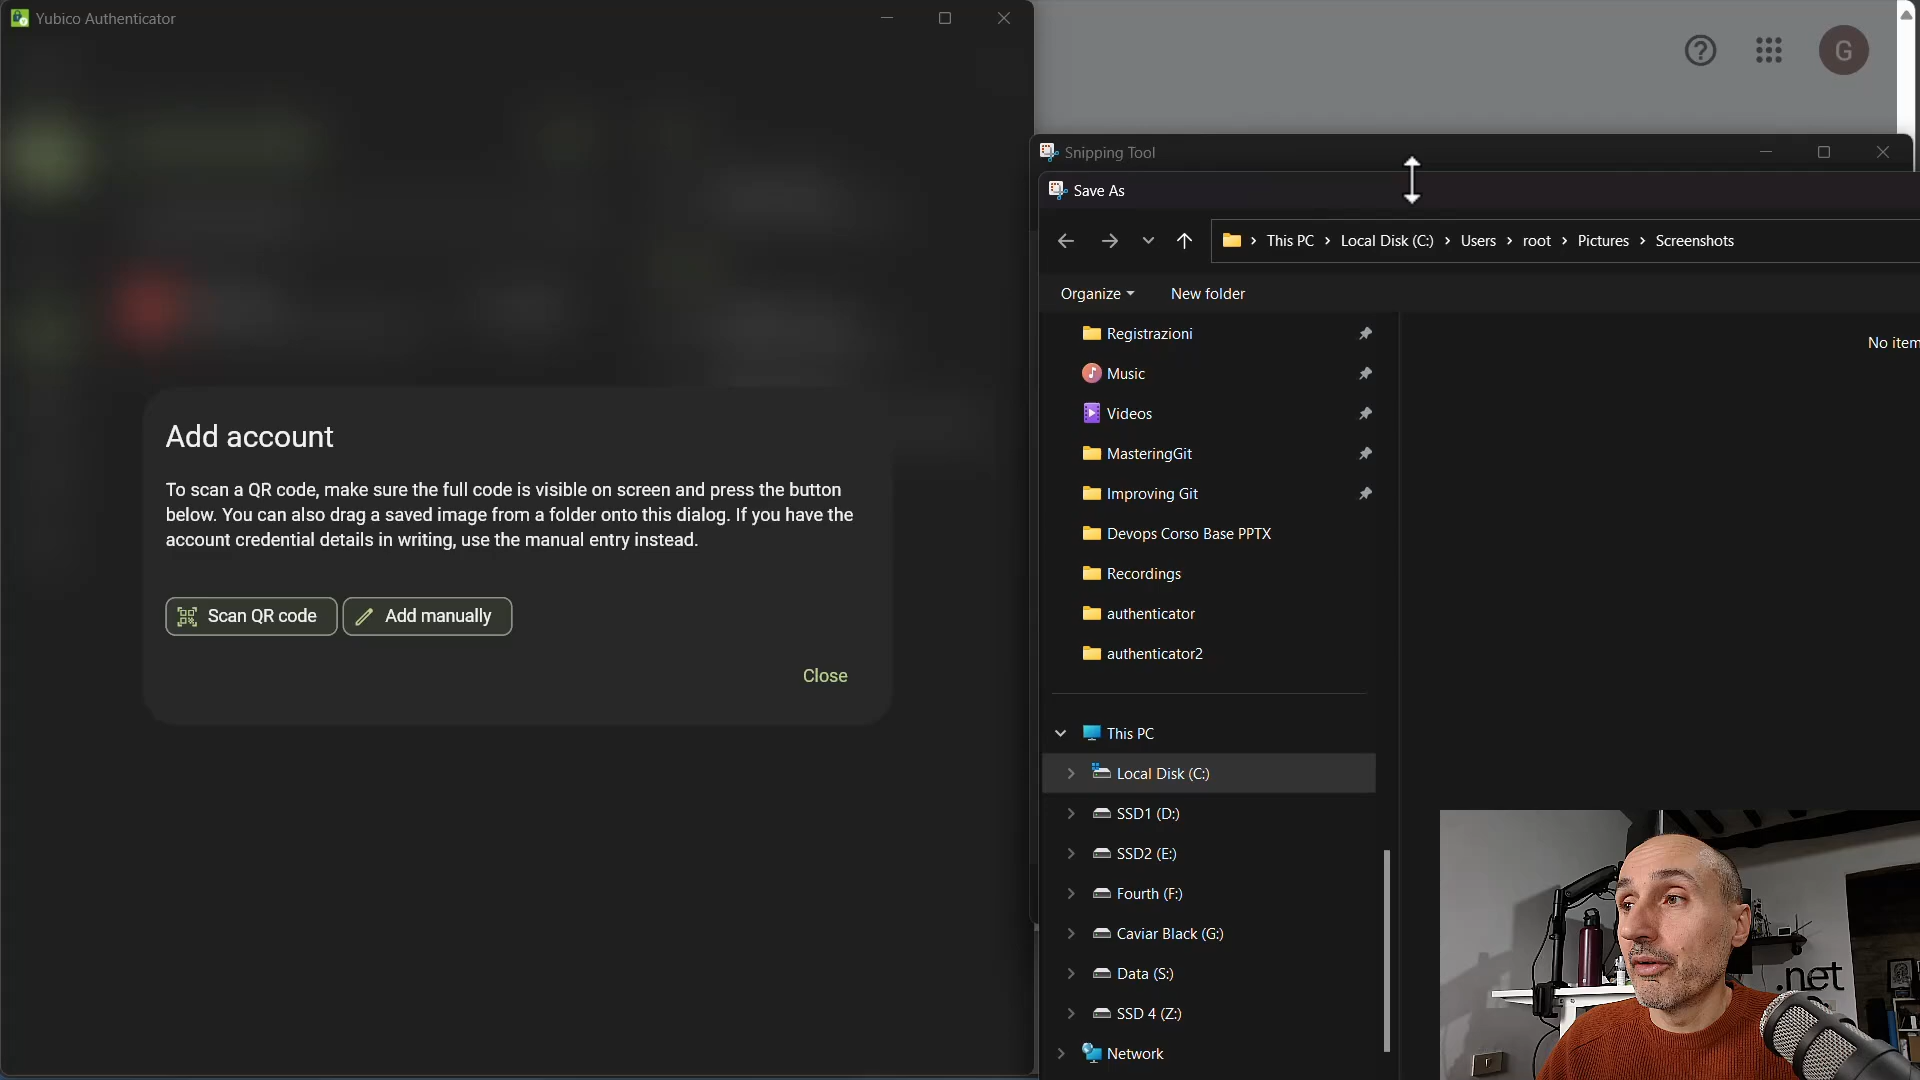 Yubico Authenticator
G
Snipping Tool
Save As
This PC
Local Disk (C:)
Users
root
Pictures
Screenshots
Organize
New folder
Registrazioni
No item
Music
Videos
MasteringGit
Improving Git
Devops Corso Base PPTX
Recordings
authenticator
authenticator2
Add account
To scan a QR code, make sure the full code is visible on screen and press the button
below. You can also drag a saved image from a folder onto this dialog. If you have the
account credential details in writing, use the manual entry instead.
Scan QR code
Add manually
Close
This PC
Local Disk (C:)
SSD1 (D:)
SSD2 (E:)
Fourth (F:)
Caviar Black (G:)
Data (S:)
SSD 4 (Z:)
Network
.net